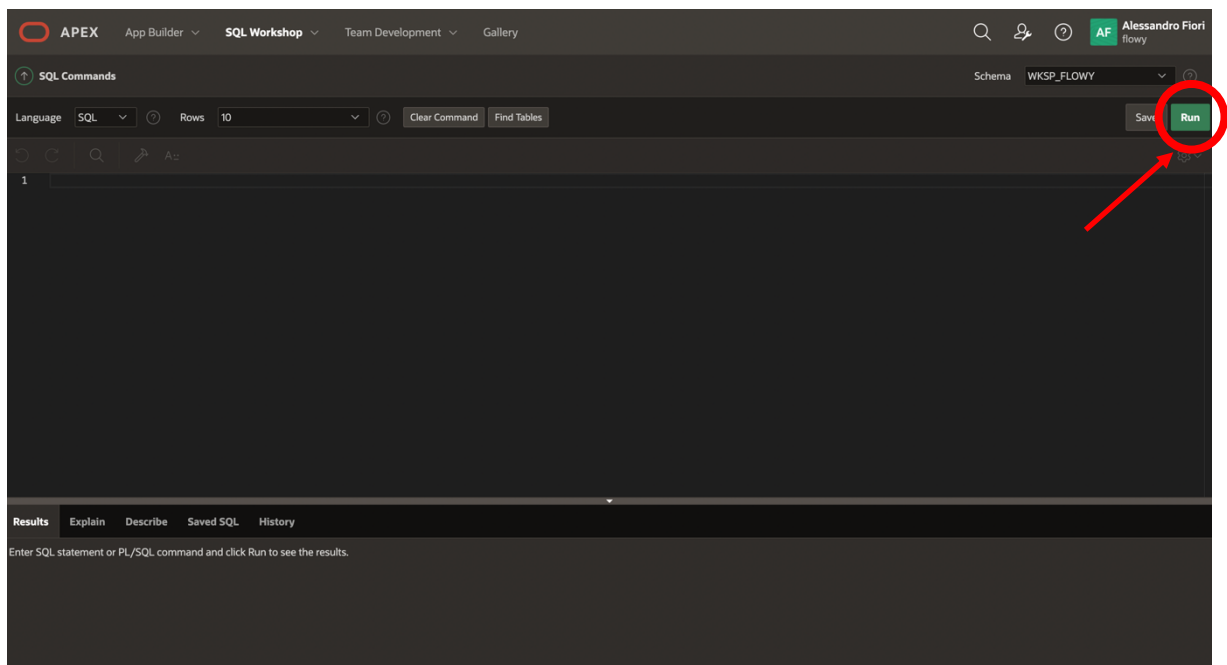 APEX App Builder SQL Workshop Team Development Gallery AF Alessandro Fiori
flowy
SQL Commands Schema WKSP_FLOWY
Language SQL Rows 10 Clear Command Find Tables Save Run
A::
1
Results Explain Describe Saved SQL History
Enter SQL statement or PL/SQL command and click Run to see the results.